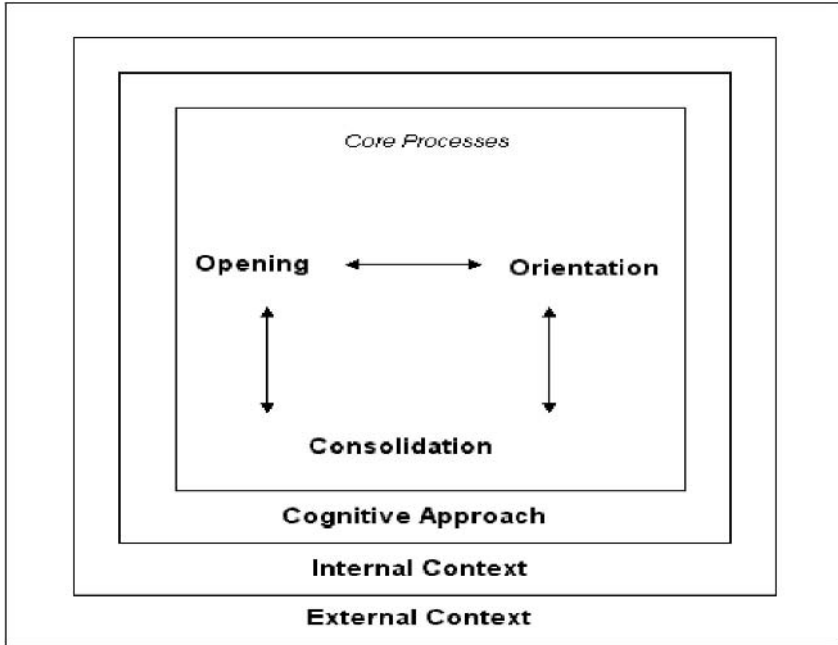 Core Processes
Opening
Orientation
Consolidation
Cognitive Approach
Internal Context
External Context